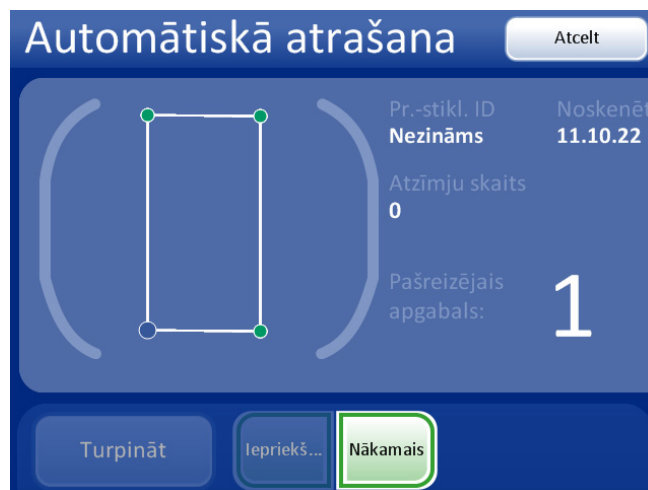 Automātiskā atrašana
Atcelt
Pr.-stikl. ID
Nezināms
Noskenēt
11.10.22
Atzīmju skaits
0
Pašreizējais
apgabals:
1
Turpināt
Iepriekš...
Nākamais